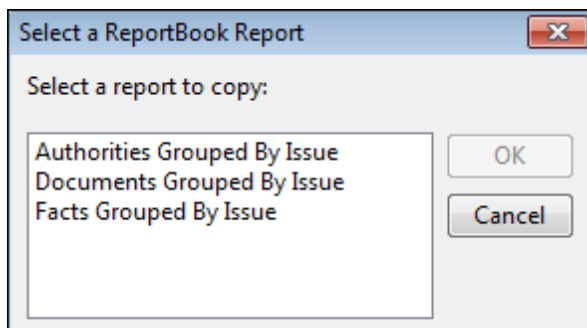 Select a ReportBook Report
Select a report to copy:
Authorities Grouped By Issue
Documents Grouped By Issue
Facts Grouped By Issue
OK
Cancel